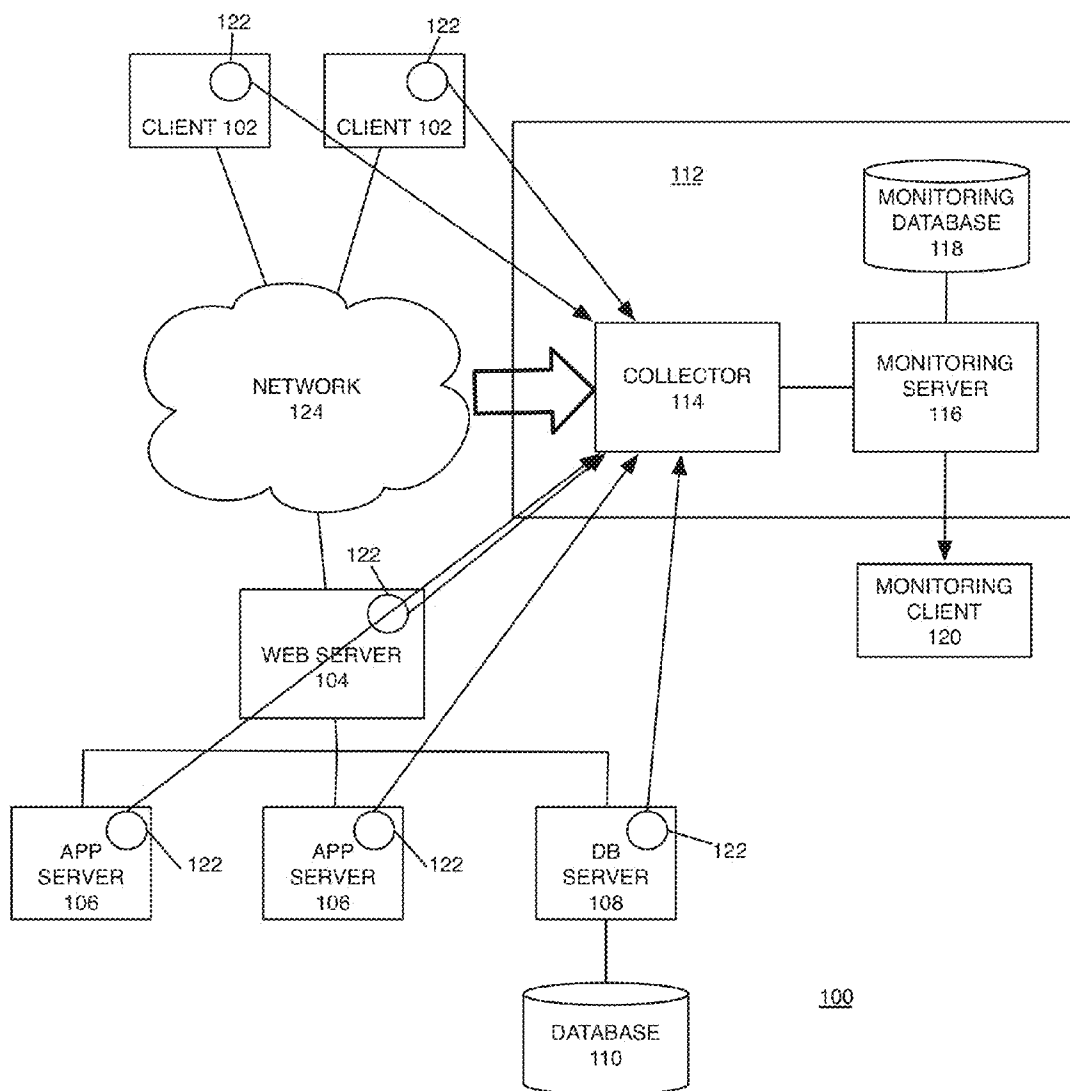 122
122
CLIENT 102
CLIENT 102
112
MONITORING
DATABASE
118
NETWORK
124
COLLECTOR
114
MONITORING
SERVER
116
122
WEB SERVER
104
MONITORING
CLIENT
120
APP
SERVER
106
122
APP
SERVER
106
122
DB
SERVER
108
122
DATABASE
110
100